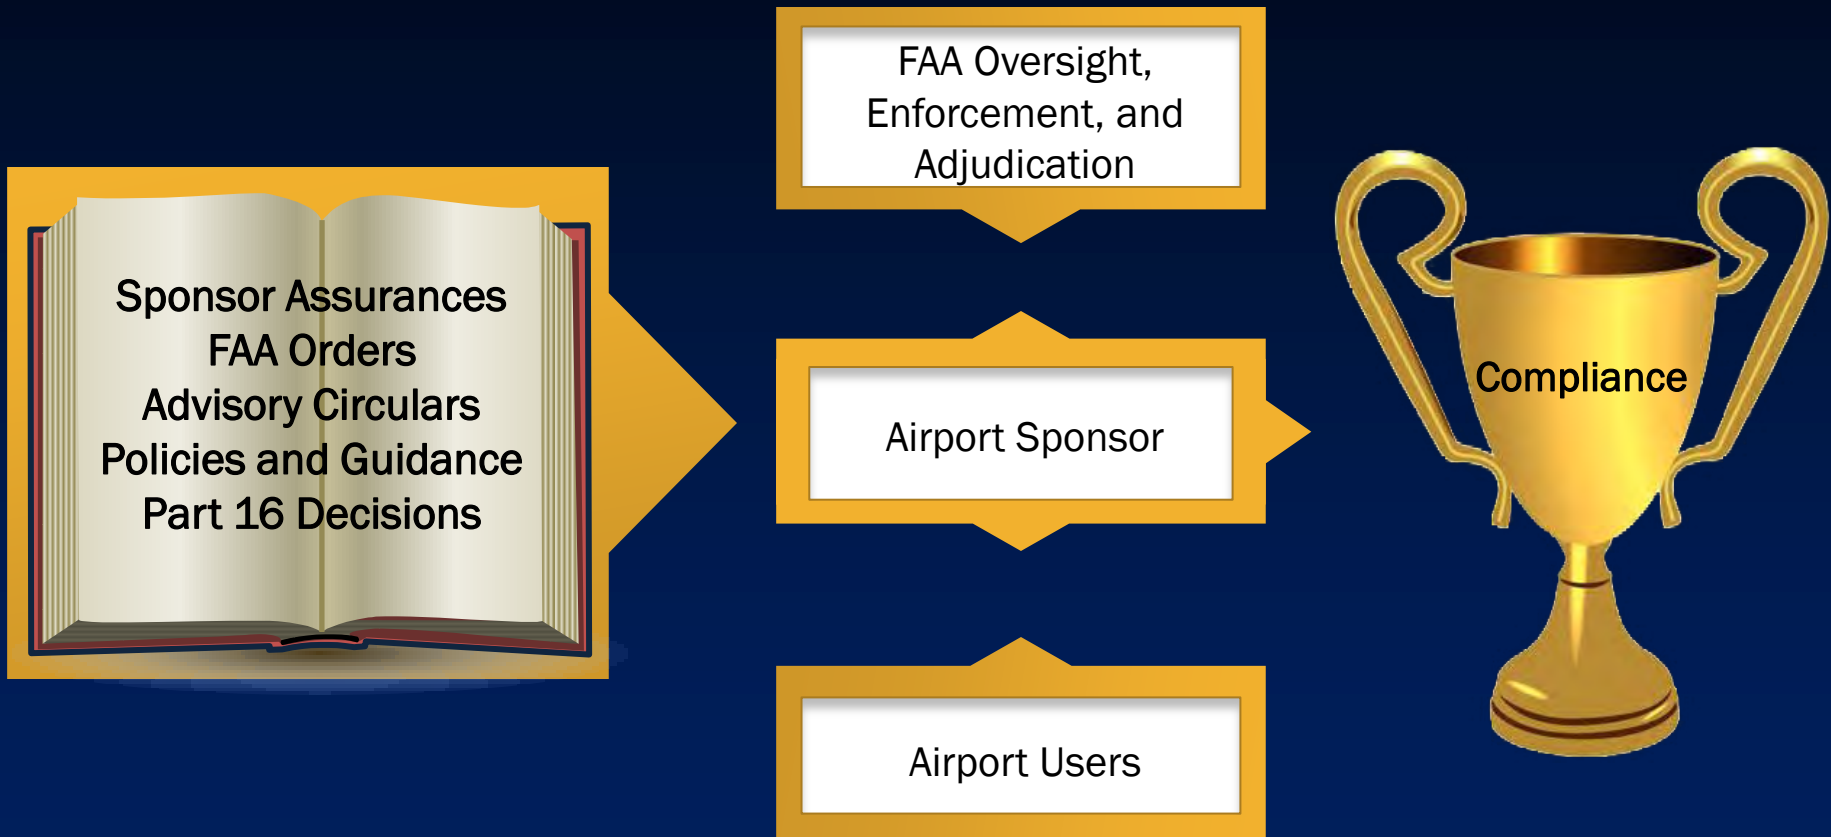 Sponsor Assurances
FAA Orders
Advisory Circulars
Policies and Guidance
Part 16 Decisions
FAA Oversight,
Enforcement, and
Adjudication
Airport Sponsor
Airport Users
Compliance